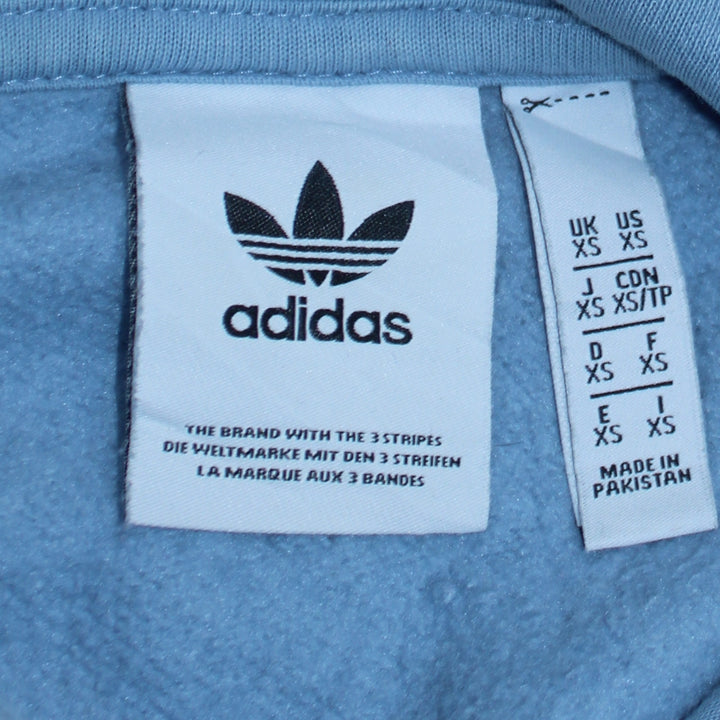 adidas
THE BRAND WITH THE 3 STRIPES
DIE WELTMARKE MIT DEN 3 STREIFEN
LA MARQUE AUX 3 BANDES
UK US
XS XS
J CDN
XS XS/TP
D F
XS XS
E I
XS XS
MADE IN
PAKISTAN